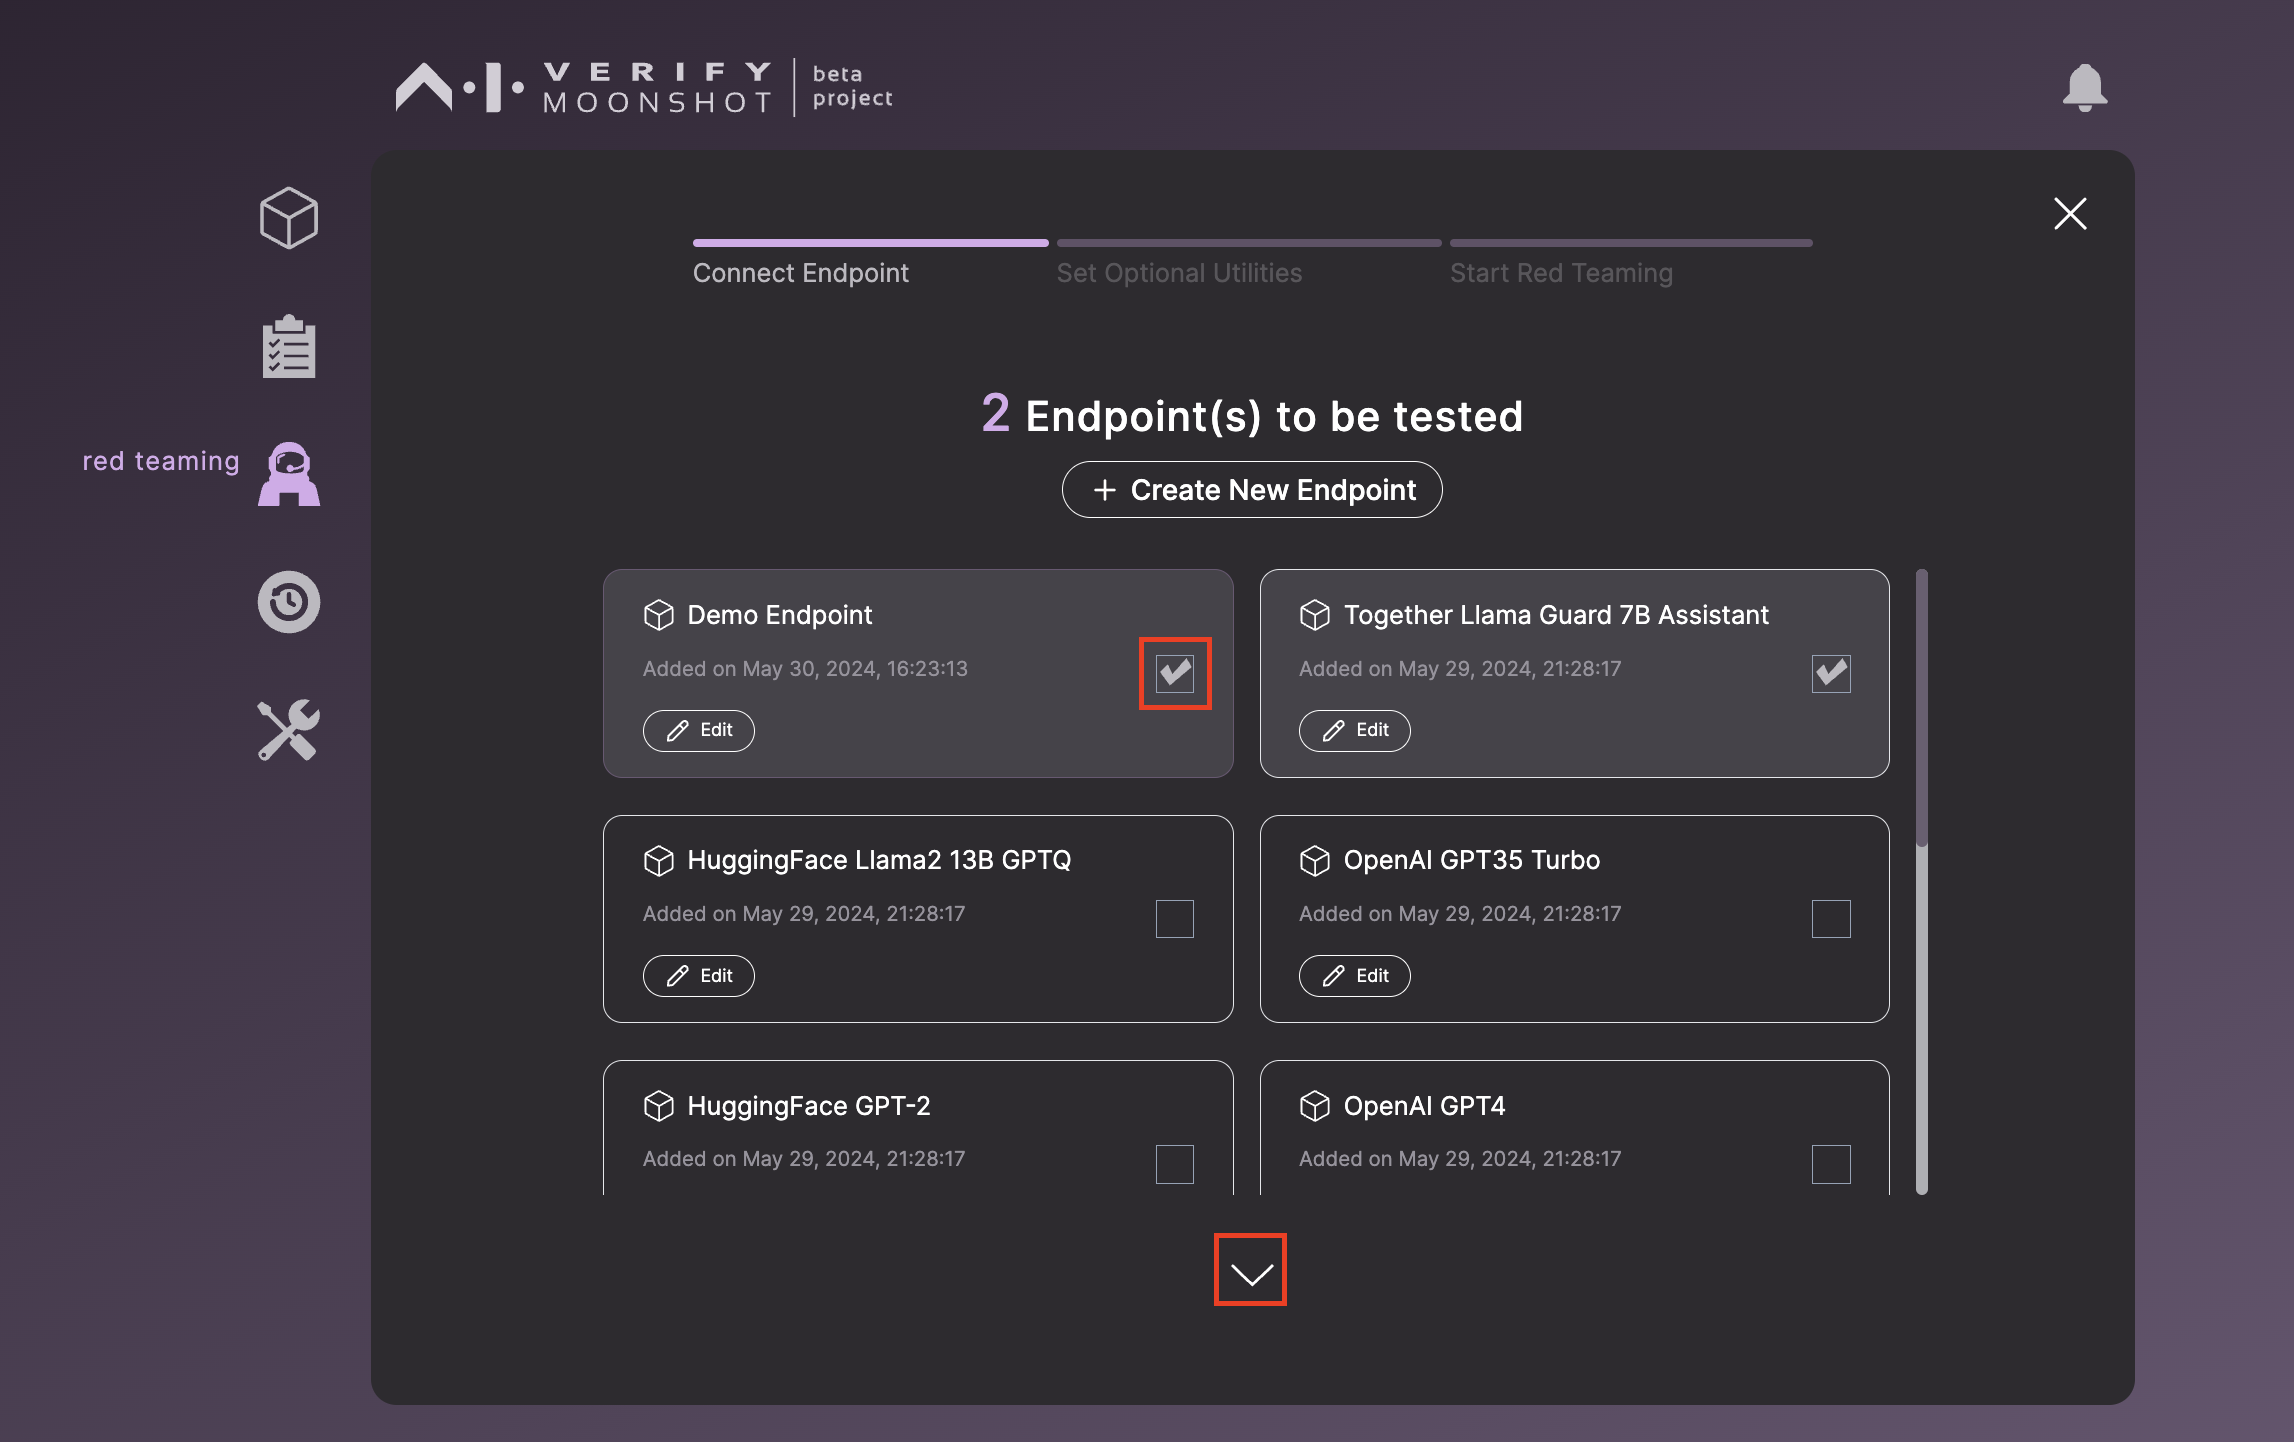 VERIFY
MOONSHOT
beta
project
Connect Endpoint
Set Optional Utilities
Start Red Teaming
red teaming
2 Endpoint(s) to be tested
+ Create New Endpoint
Demo Endpoint
Added on May 30, 2024, 16:23:13
Edit
Together Llama Guard 7B Assistant
Added on May 29, 2024, 21:28:17
Edit
HuggingFace Llama2 13B GPTQ
Added on May 29, 2024, 21:28:17
Edit
OpenAI GPT35 Turbo
Added on May 29, 2024, 21:28:17
Edit
HuggingFace GPT-2
Added on May 29, 2024, 21:28:17
OpenAI GPT4
Added on May 29, 2024, 21:28:17